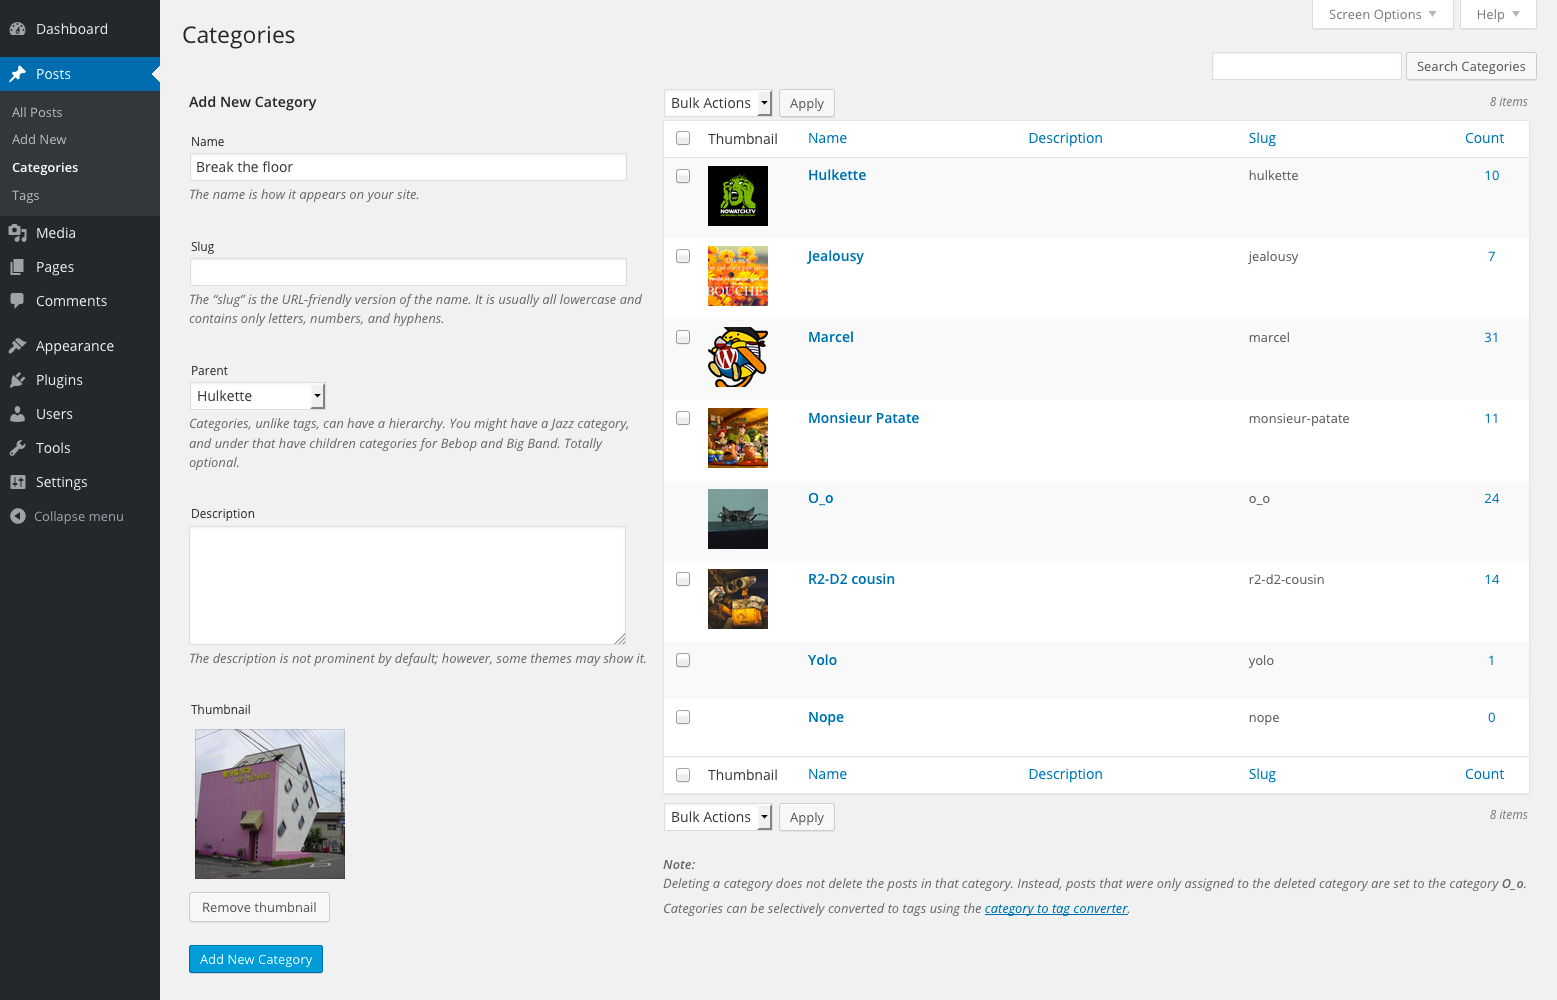 Dashboard
Posts
All Posts
Add New
Categories
Tags
Media
Pages
Comments
Appearance
Plugins
Users
Tools
Settings
Collapse menu
Screen Options
Help
Categories
Search Categories
Add New Category
Name
Break the floor
The name is how it appears on your site.
Slug
The “slug” is the URL-friendly version of the name. It is usually all lowercase and
contains only letters, numbers, and hyphens.
Parent
Hulkette
Categories, unlike tags, can have a hierarchy. You might have a Jazz category,
and under that have children categories for Bebop and Big Band. Totally
optional.
Description
The description is not prominent by default; however, some themes may show it.
Thumbnail
Remove thumbnail
Add New Category
Bulk Actions Apply 8 items
Thumbnail Name Description Slug Count
NOWATCH.TV
Hulkette hulkette 10
BOUCHE
Jealousy jealousy 7
Marcel marcel 31
Monsieur Patate monsieur-patate 11
O_o o_o 24
R2-D2 cousin r2-d2-cousin 14
Yolo yolo 1
Nope nope 0
Thumbnail Name Description Slug Count
Bulk Actions Apply 8 items
Note:
Deleting a category does not delete the posts in that category. Instead, posts that were only assigned to the deleted category are set to the category O_o.
Categories can be selectively converted to tags using the category to tag converter.